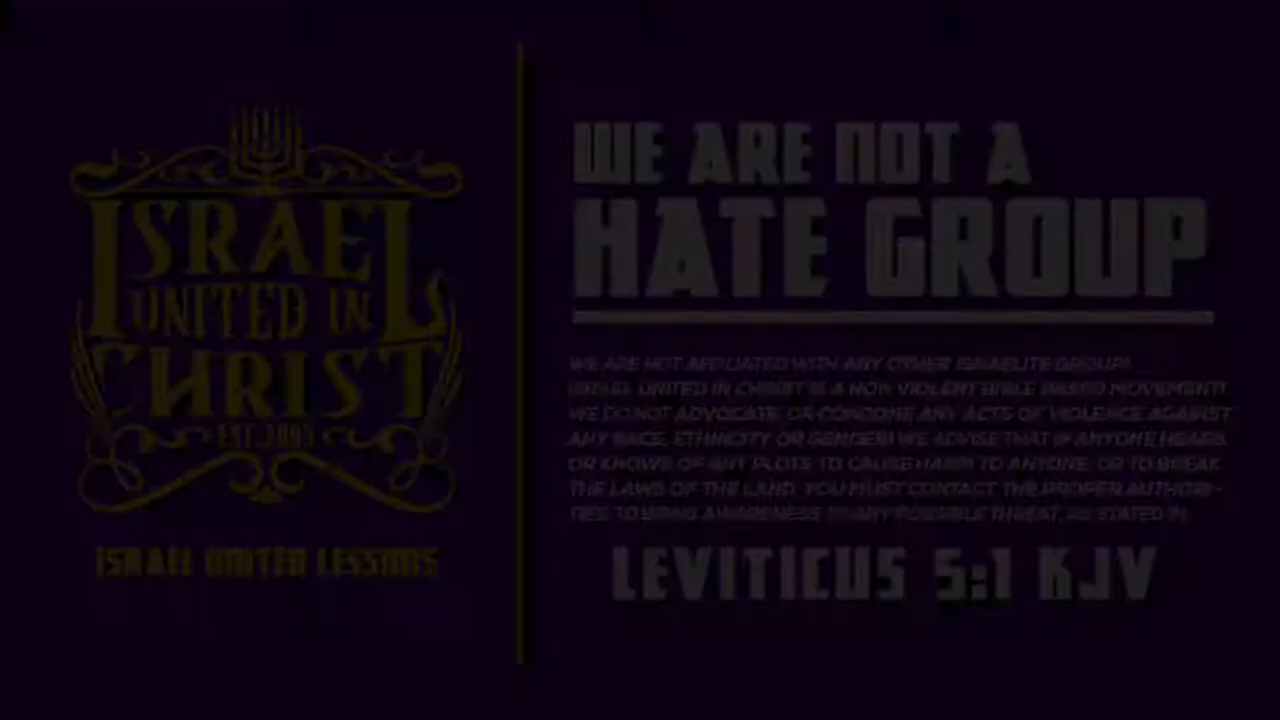 ISRAEL
UNITED IN
CHRIST
EST.2003
ISRAEL UNITED LESSONS
WE ARE NOT A
HATE GROUP
WE ARE NOT AFFILIATED WITH ANY OTHER ISRAELITE GROUP!
ISRAEL UNITED IN CHRIST IS A NON VIOLENT BIBLE BASED MOVEMENT!
WE DO NOT ADVOCATE, OR CONDONE ANY ACTS OF VIOLENCE AGAINST
ANY RACE, ETHNICITY OR GENDER! WE ADVISE THAT IF ANYONE HEARS
OR KNOWS OF ANY PLOTS TO CAUSE HARM TO ANYONE, OR TO BREAK
THE LAWS OF THE LAND, YOU MUST CONTACT THE PROPER AUTHORI-
TIES TO BRING AWARENESS TO ANY POSSIBLE THREAT, AS STATED IN
LEVITICUS 5:1 KJV